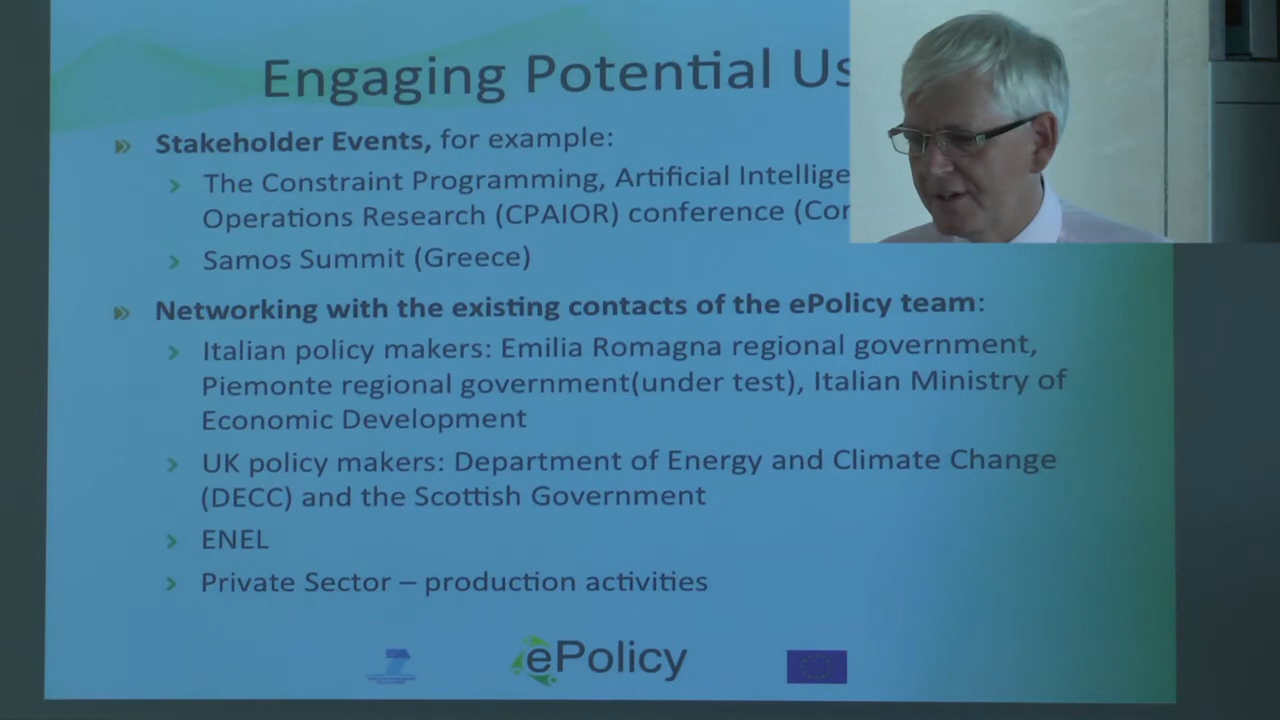 Engaging Potential Us
Stakeholder Events, for example:
The Constraint Programming, Artificial Intellige
Operations Research (CPAIOR) conference (Cor
Samos Summit (Greece)
Networking with the existing contacts of the ePolicy team:
Italian policy makers: Emilia Romagna regional government,
Piemonte regional government(under test), Italian Ministry of
Economic Development
UK policy makers: Department of Energy and Climate Change
(DECC) and the Scottish Government
ENEL
Private Sector – production activities
ePolicy